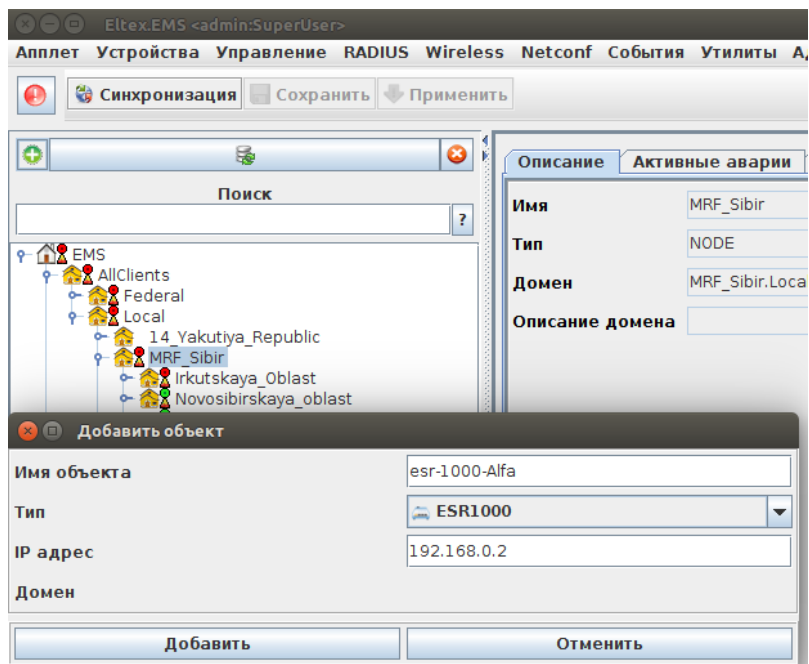 Eltex.EMS <admin:SuperUser>
Апплет Устройства Управление RADIUS Wireless Netconf События Утилиты
Синхронизация Сохранить Применить
Описание Активные аварии
Поиск
?
Имя MRF_Sibir
Тип NODE
Домен MRF_Sibir.Loca
Описание домена
EMS
AllClients
Federal
Local
14_Yakutiya_Republic
MRF_Sibir
Irkutskaya_Oblast
Novosibirskaya_oblast
Добавить объект
Имя объекта esr-1000-Alfa
Тип ESR1000
IP адрес 192.168.0.2
Домен
Добавить Отменить